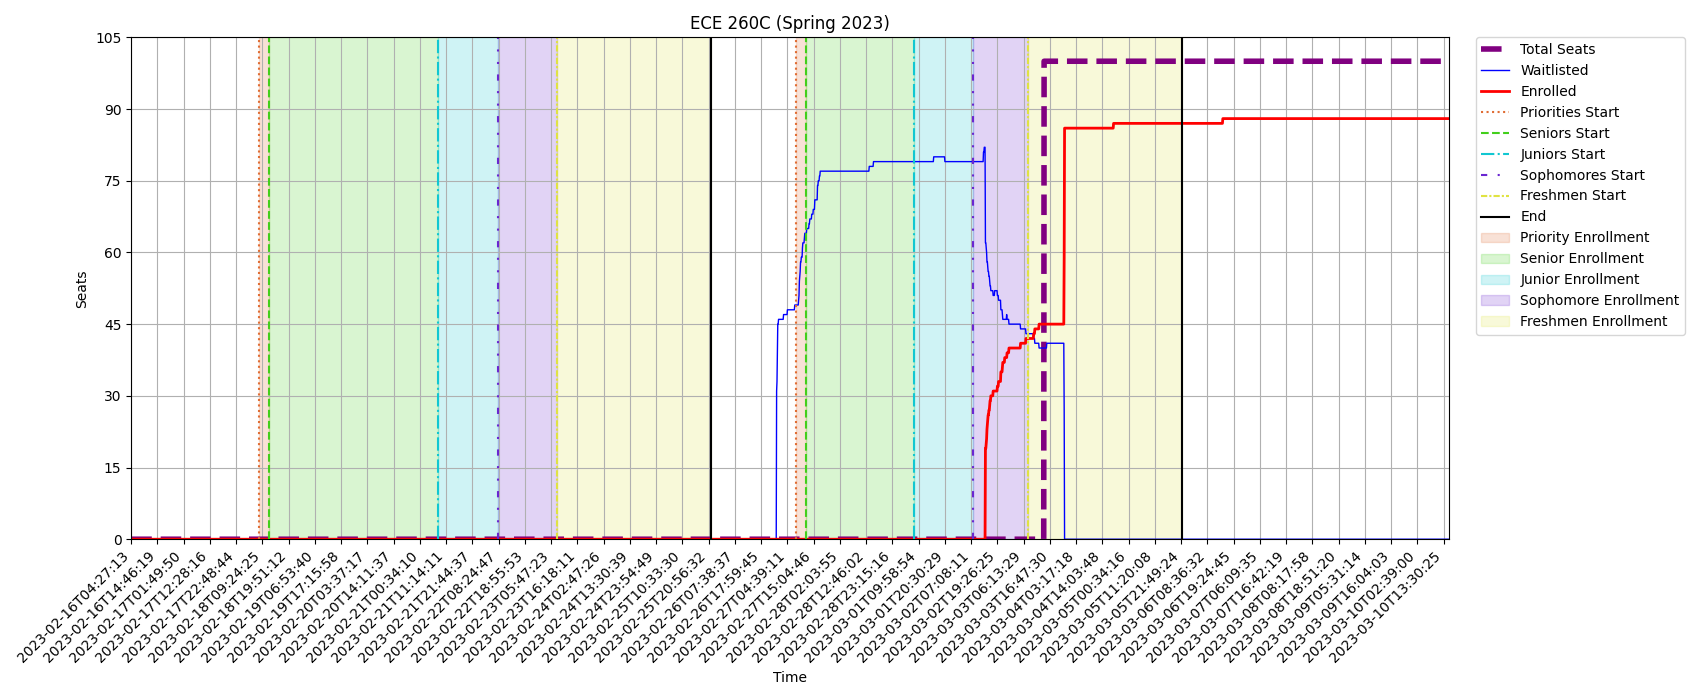 ECE 260C (Spring 2023)
105
90
75
60
45
30
15
0
Seats
2023-02-16T04:27:13
2023-02-16T14:46:19
2023-02-17T01:49:50
2023-02-17T12:28:16
2023-02-17T22:48:44
2023-02-18T09:24:25
2023-02-18T19:51:12
2023-02-19T06:53:40
2023-02-19T17:15:58
2023-02-20T03:37:17
2023-02-20T14:11:37
2023-02-21T00:34:10
2023-02-21T11:14:11
2023-02-21T21:44:37
2023-02-22T08:24:47
2023-02-22T18:55:53
2023-02-23T05:47:23
2023-02-23T16:18:11
2023-02-24T02:47:26
2023-02-24T13:30:39
2023-02-24T23:54:49
2023-02-25T10:33:30
2023-02-25T20:56:32
2023-02-26T07:38:37
2023-02-26T17:59:45
2023-02-27T04:39:11
2023-02-27T15:04:46
2023-02-28T02:03:55
2023-02-28T12:46:02
2023-02-28T23:15:16
2023-03-01T09:58:54
2023-03-01T20:30:29
2023-03-02T07:08:11
2023-03-02T19:26:25
2023-03-03T06:13:29
2023-03-03T16:47:30
2023-03-04T03:17:18
2023-03-04T14:03:48
2023-03-05T00:34:16
2023-03-05T11:20:08
2023-03-05T21:49:24
2023-03-06T08:36:32
2023-03-06T19:24:45
2023-03-07T06:09:35
2023-03-07T16:42:19
2023-03-08T08:17:58
2023-03-08T18:51:20
2023-03-09T05:31:14
2023-03-09T16:04:03
2023-03-10T02:39:00
2023-03-10T13:30:25
Time
Total Seats
Waitlisted
Enrolled
Priorities Start
Seniors Start
Juniors Start
Sophomores Start
Freshmen Start
End
Priority Enrollment
Senior Enrollment
Junior Enrollment
Sophomore Enrollment
Freshmen Enrollment